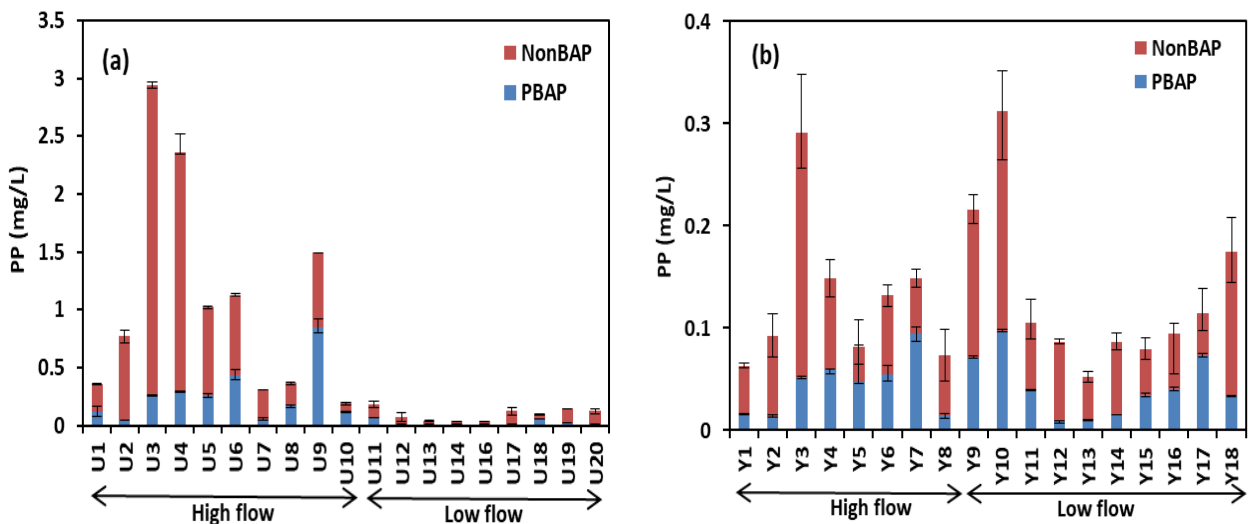 (a)
NonBAP
PBAP
PP (mg/L)
3.5
3
2.5
2
1.5
1
0.5
0
U1 U2 U3 U4 U5 U6 U7 U8 U9 U10 U11 U12 U13 U14 U16 U17 U18 U19 U20
High flow Low flow
(b)
NonBAP
PBAP
PP (mg/L)
0.4
0.3
0.2
0.1
0
Y1 Y2 Y3 Y4 Y5 Y6 Y7 Y8 Y9 Y10 Y11 Y12 Y13 Y14 Y15 Y16 Y17 Y18
High flow Low flow